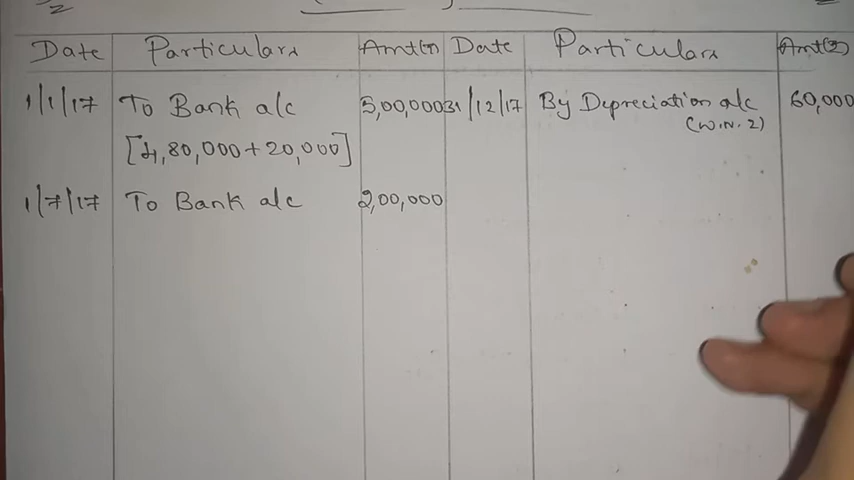 Date Particulars Amt(₹) Date Particulars Amt(₹)
1/1/17 To Bank a/c 5,00,000 31/12/17 By Depreciation a/c 60,000
(W.N.2)
[4,80,000+20,000]
1/7/17 To Bank a/c 2,00,000